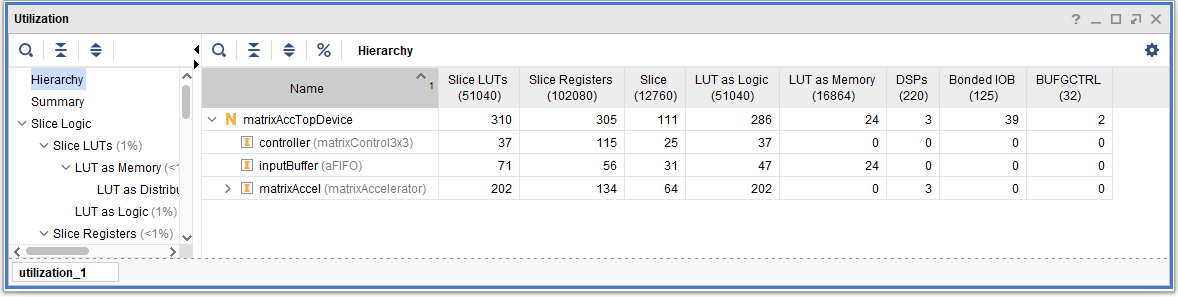 Utilization
Hierarchy
Hierarchy
Summary
Slice Logic
Slice LUTs (1%)
LUT as Memory (<1
LUT as Distribu
LUT as Logic (1%)
Slice Registers (<1%)
Name 1 Slice LUTs (51040) Slice Registers (102080) Slice (12760) LUT as Logic (51040) LUT as Memory (16864) DSPs (220) Bonded IOB (125) BUFGCTRL (32)
N matrixAccTopDevice 310 305 111 286 24 3 39 2
I controller (matrixControl3x3) 37 115 25 37 0 0 0 0
I inputBuffer (aFIFO) 71 56 31 47 24 0 0 0
I matrixAccel (matrixAccelerator) 202 134 64 202 0 3 0 0
utilization_1